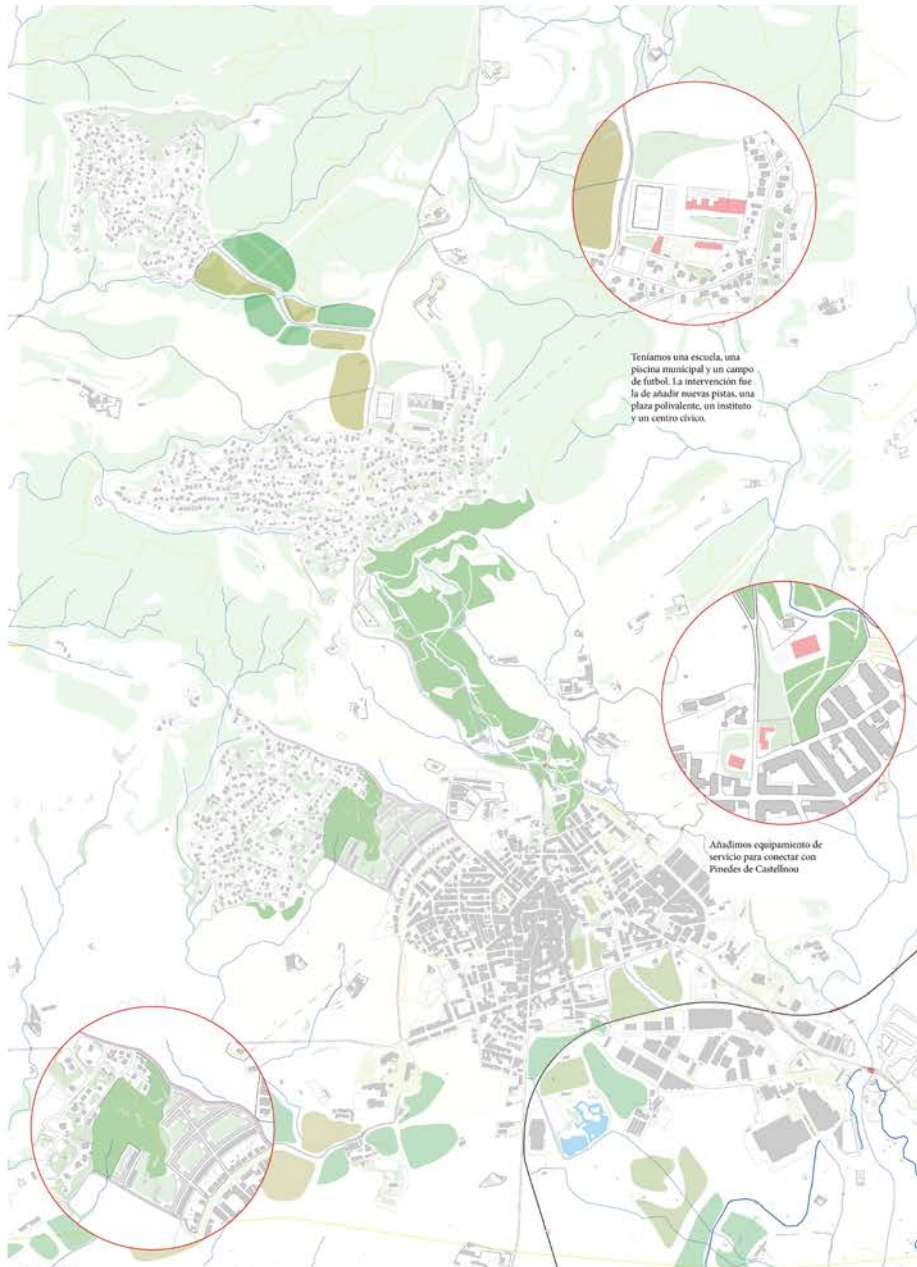 Teníamos una escuela, una
piscina municipal y un campo
de futbol. La intervención fue
la de añadir nuevas pistas, una
plaza polivalente, un instituto
y un centro cívico.
Añadimos equipamiento de
servicio para conectar con
Pinedes de Castellnou